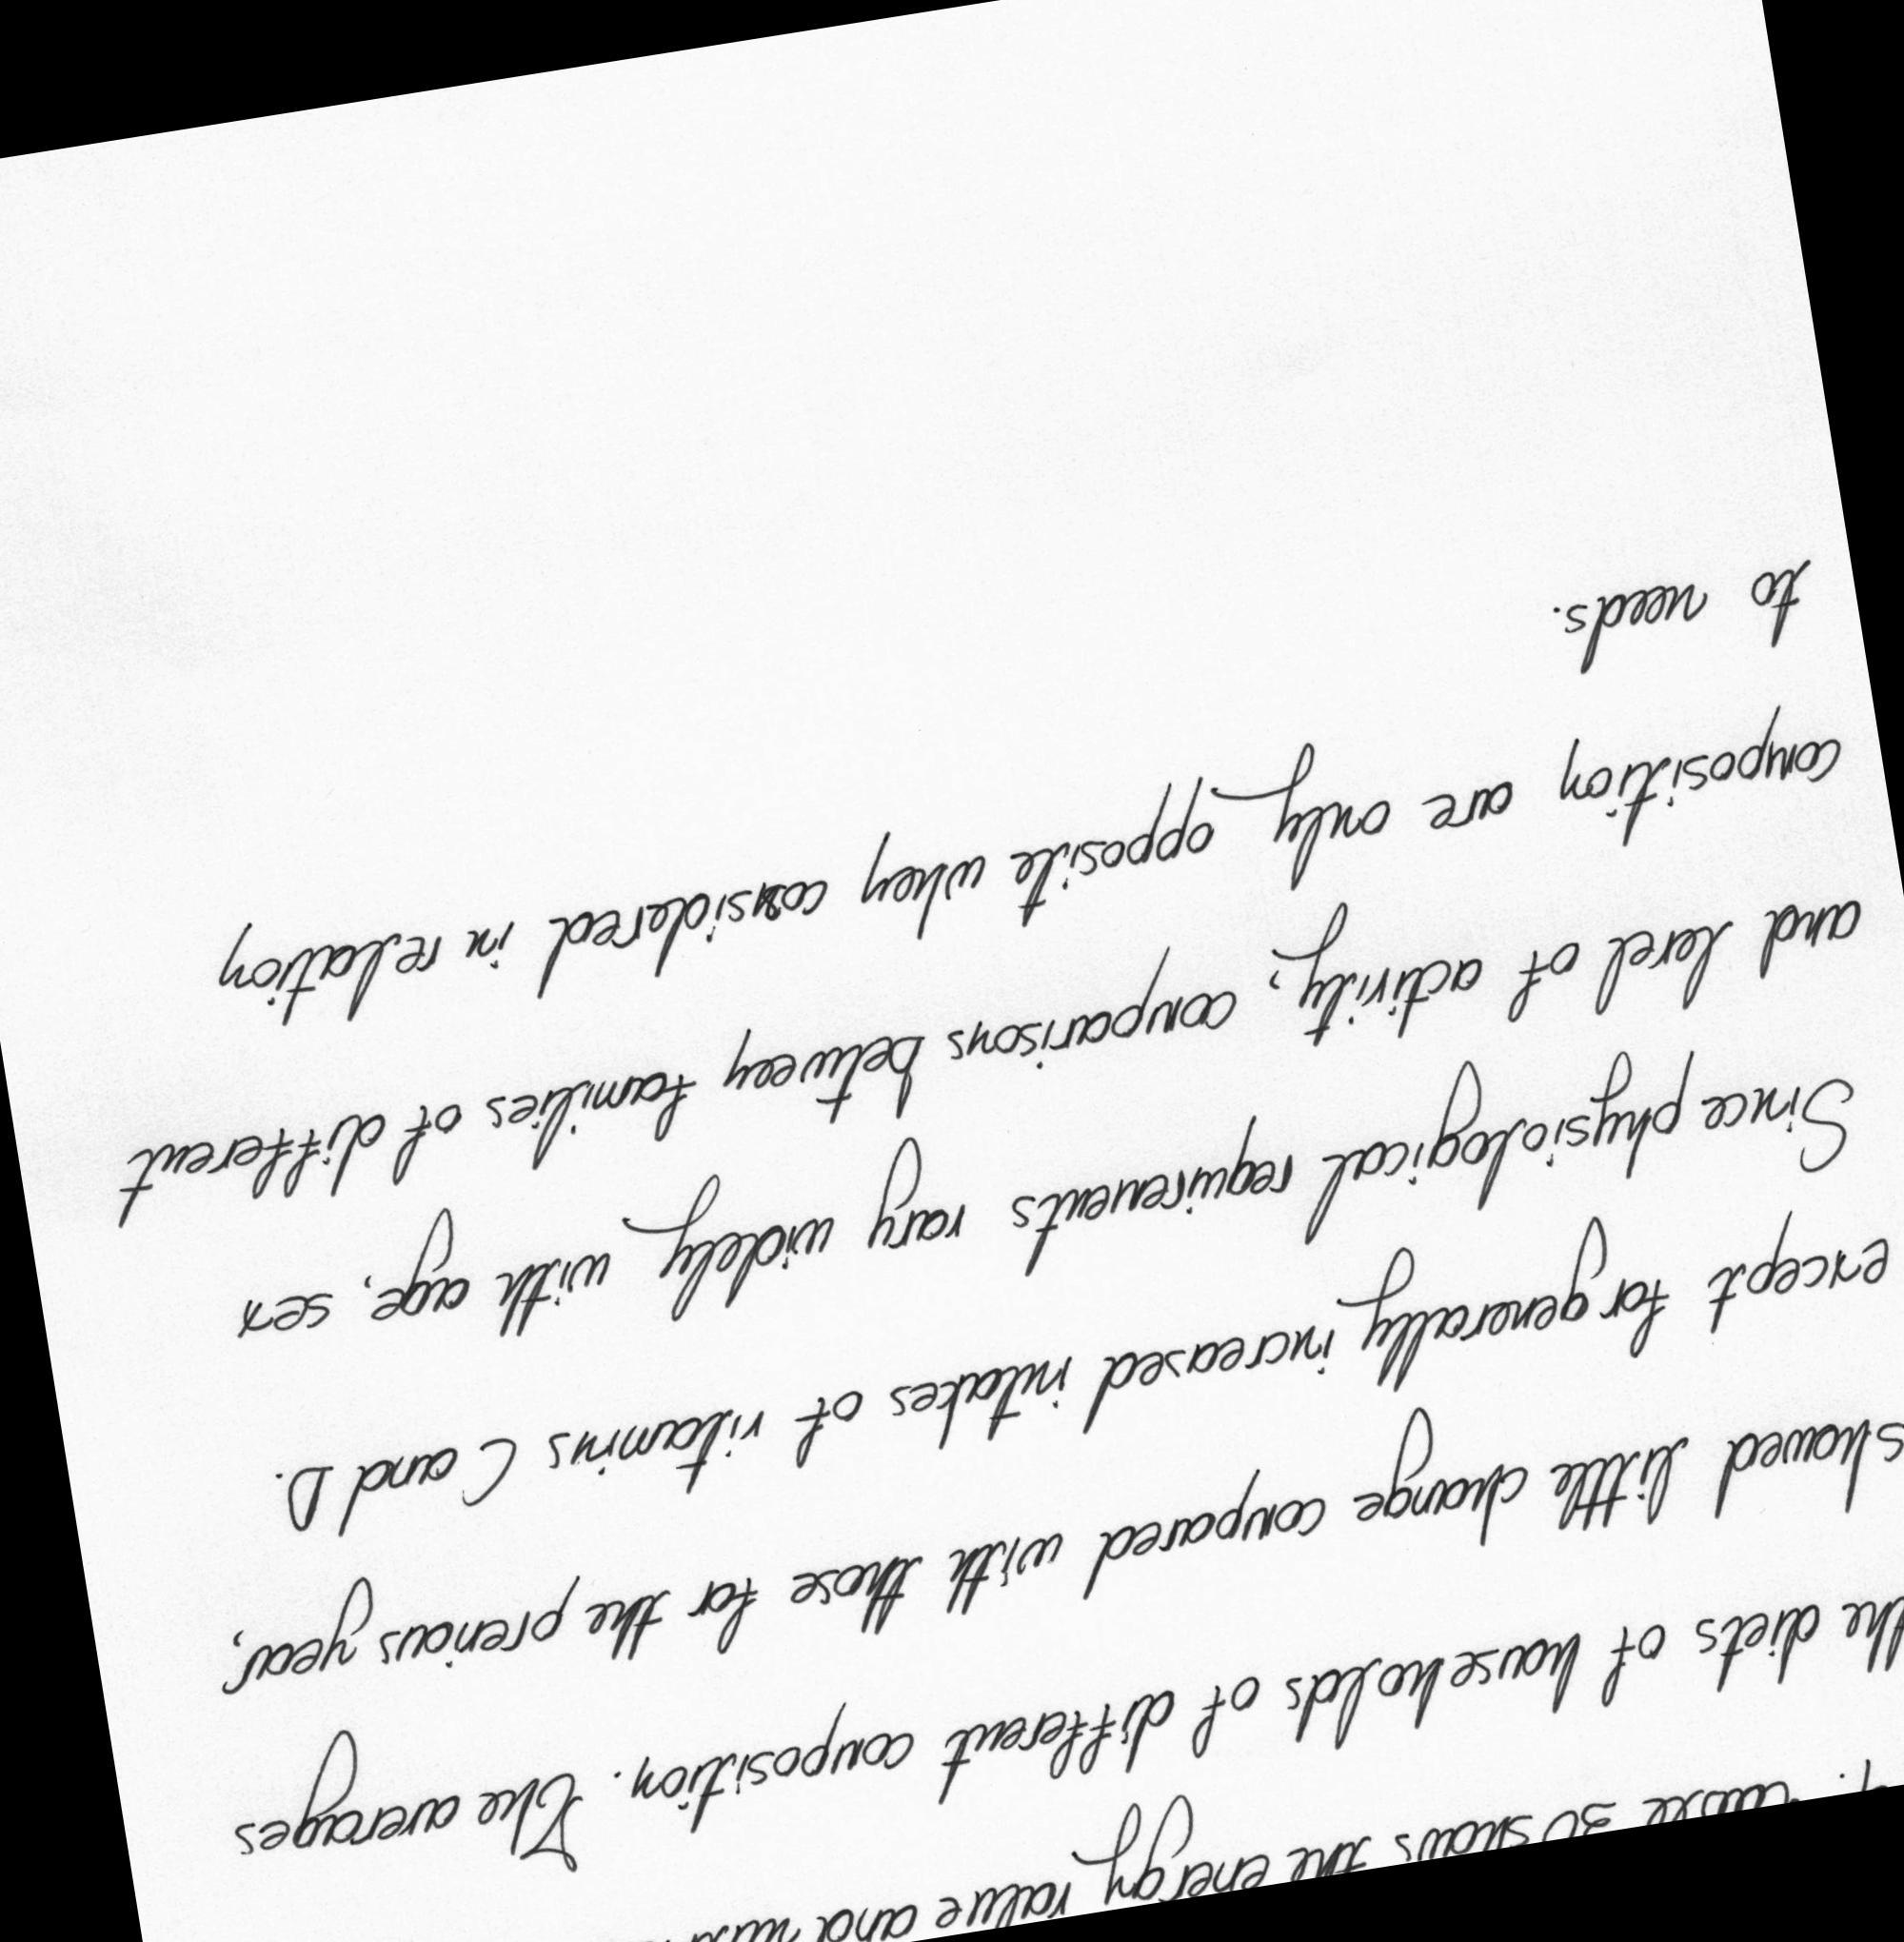 Table 30 shows the energy value and
the diets of households of different composition. The averages
showed little change compared with those for the previous year,
except for generally increased intakes of vitamins C and D.
Since physiological requirements vary widely with age, sex
and level of activity, comparisons between families of different
composition are only opposite when considered in relation
to needs.